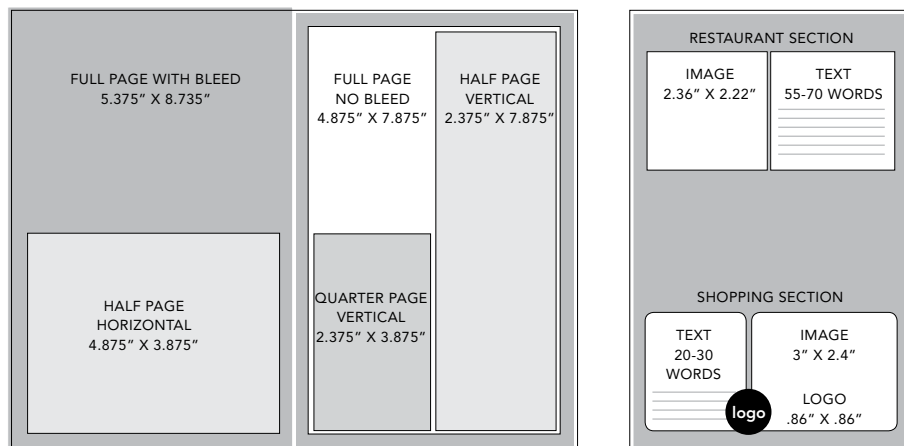 FULL PAGE WITH BLEED
5.375” X 8.735”
HALF PAGE
HORIZONTAL
4.875” X 3.875”
FULL PAGE
NO BLEED
4.875” X 7.875”
HALF PAGE
VERTICAL
2.375” X 7.875”
QUARTER PAGE
VERTICAL
2.375” X 3.875”
RESTAURANT SECTION
IMAGE
2.36” X 2.22”
TEXT
55-70 WORDS
SHOPPING SECTION
TEXT
20-30
WORDS
IMAGE
3” X 2.4”
LOGO
.86” X .86”
logo